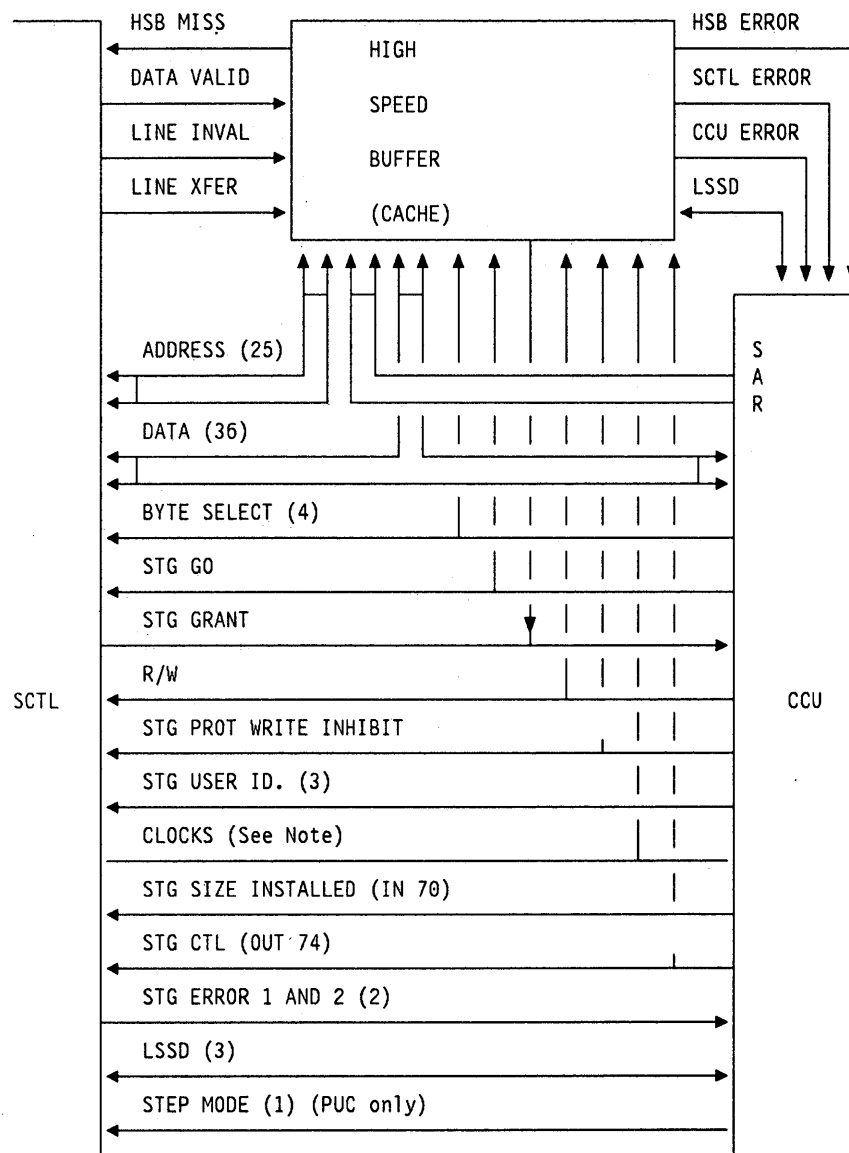 HSB MISS
HSB ERROR
HIGH
DATA VALID
SCTL ERROR
SPEED
LINE INVAL
CCU ERROR
BUFFER
LINE XFER
LSSD
(CACHE)
ADDRESS (25)
S
A
R
DATA (36)
BYTE SELECT (4)
STG GO
STG GRANT
R/W
SCTL
CCU
STG PROT WRITE INHIBIT
STG USER ID. (3)
CLOCKS (See Note)
STG SIZE INSTALLED (IN 70)
STG CTL (OUT 74)
STG ERROR 1 AND 2 (2)
LSSD (3)
STEP MODE (1) (PUC only)